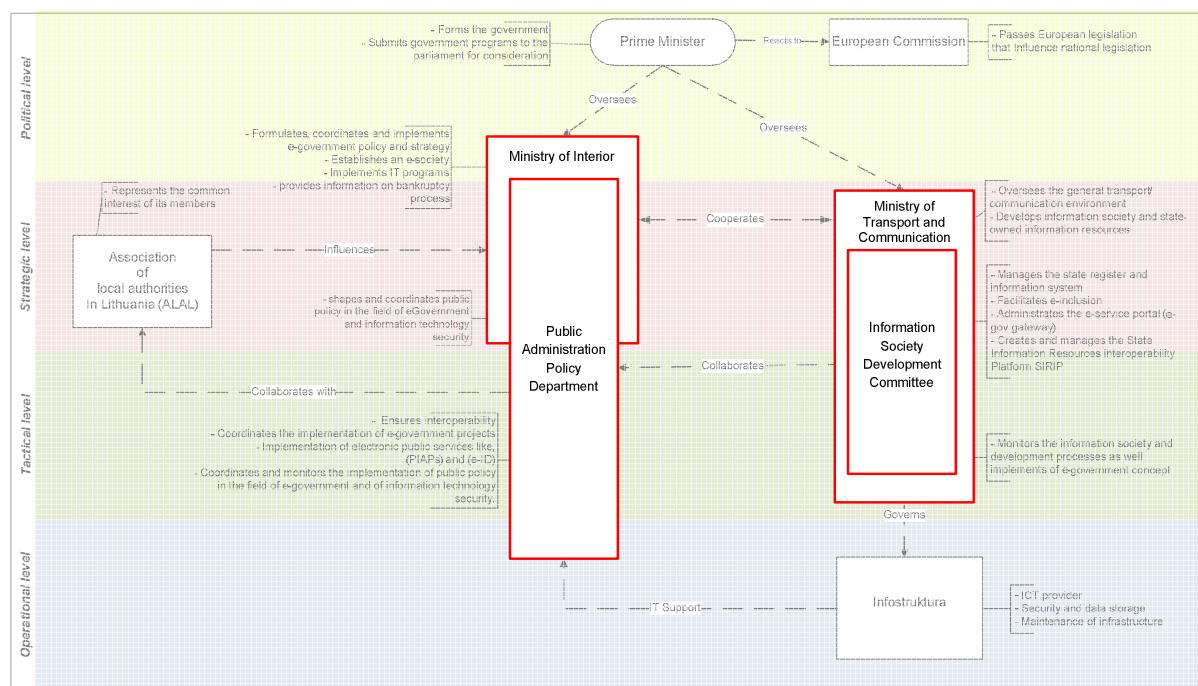 Political level
- Forms the government
- Submits government programs to the
parliament for consideration
Prime Minister
Reacts to
European Commission
- Passes European legislation
that Influence national legislation
Oversees
Oversees
- Formulates, coordinates and implements
e-government policy and strategy
- Establishes an e-society
- Implements IT programs
- provides information on bankruptcy
process
Ministry of Interior
Strategic level
- Represents the common
interest of its members
Association
of
local authorities
In Lithuania (ALAL)
Influences
Cooperates
Ministry of
Transport and
Communication
- Oversees the general transport/
communication environment
- Develops information society and state-
owned information resources
- shapes and coordinates public
policy in the field of eGovernment
and information technology
security
Public
Administration
Policy
Department
Information
Society
Development
Committee
- Manages the state register and
information system
- Facilitates e-inclusion
- Administrates the e-service portal (e-
gov gateway)
- Creates and manages the State
Information Resources interoperability
Platform SIRIP
Collaborates
Collaborates with
Tactical level
- Ensures interoperability
- Coordinates the implementation of e-government projects
- Implementation of electronic public services like,
(PIAPs) and (e-ID)
- Coordinates and monitors the implementation of public policy
in the field of e-government and of information technology
security.
- Monitors the information society and
development processes as well
implements of e-government concept
Governs
Operational level
IT Support
Infostruktura
- ICT provider
- Security and data storage
- Maintenance of infrastructure